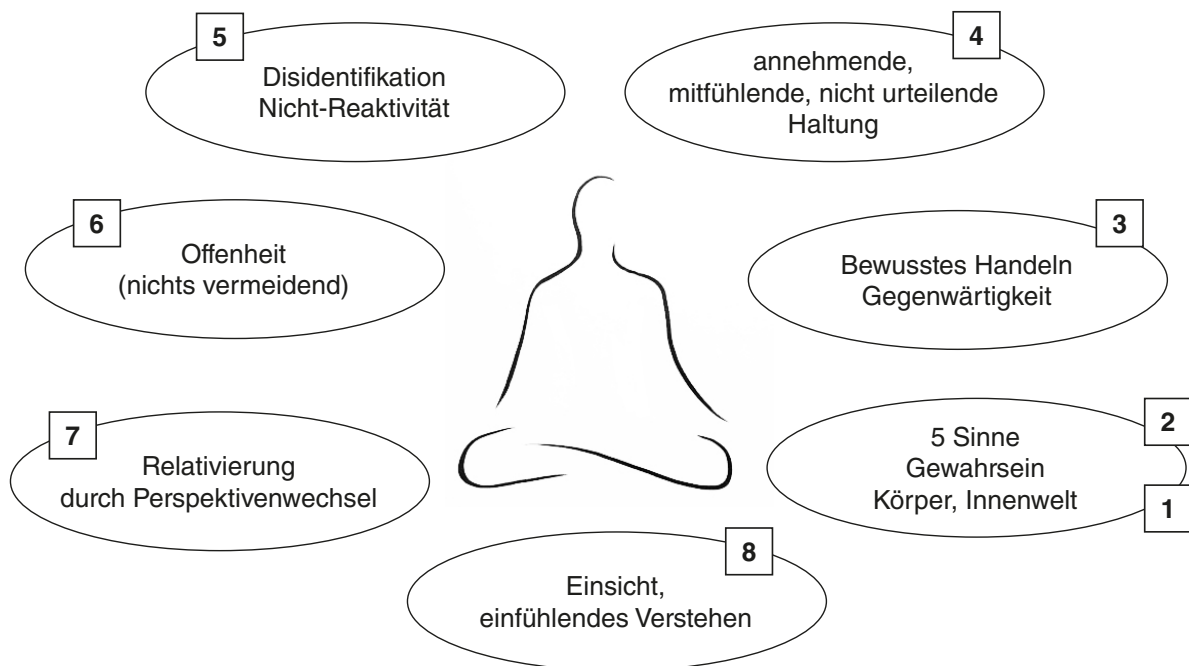 5
Disidentifikation
Nicht-Reaktivität
4
annehmende,
mitfühlende, nicht urteilende
Haltung
6
Offenheit
(nichts vermeidend)
3
Bewusstes Handeln
Gegenwärtigkeit
7
Relativierung
durch Perspektivenwechsel
2
5 Sinne
Gewahrsein
Körper, Innenwelt
1
8
Einsicht,
einfühlendes Verstehen